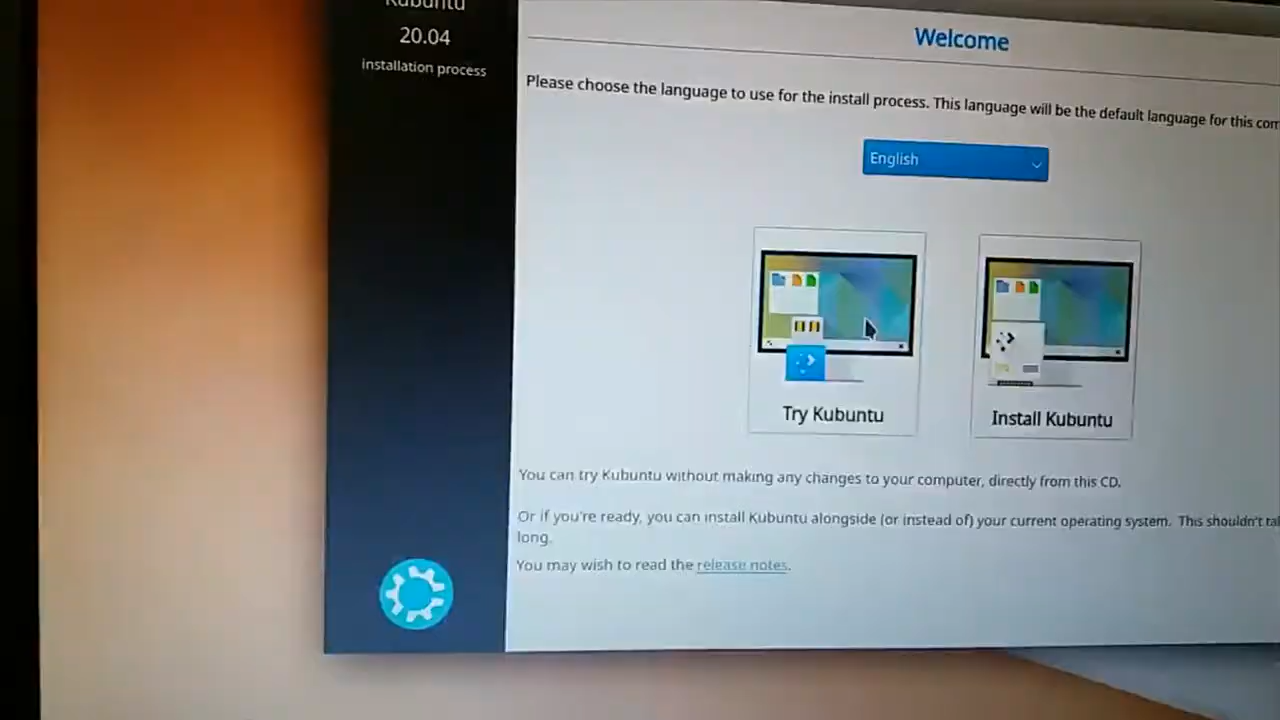 Kubuntu
20.04
installation process
Welcome
Please choose the language to use for the install process. This language will be the default language for this com
English
Try Kubuntu
Install Kubuntu
You can try Kubuntu without making any changes to your computer, directly from this CD.
Or if you're ready, you can install Kubuntu alongside (or instead of) your current operating system. This shouldn't ta
long.
You may wish to read the release notes.